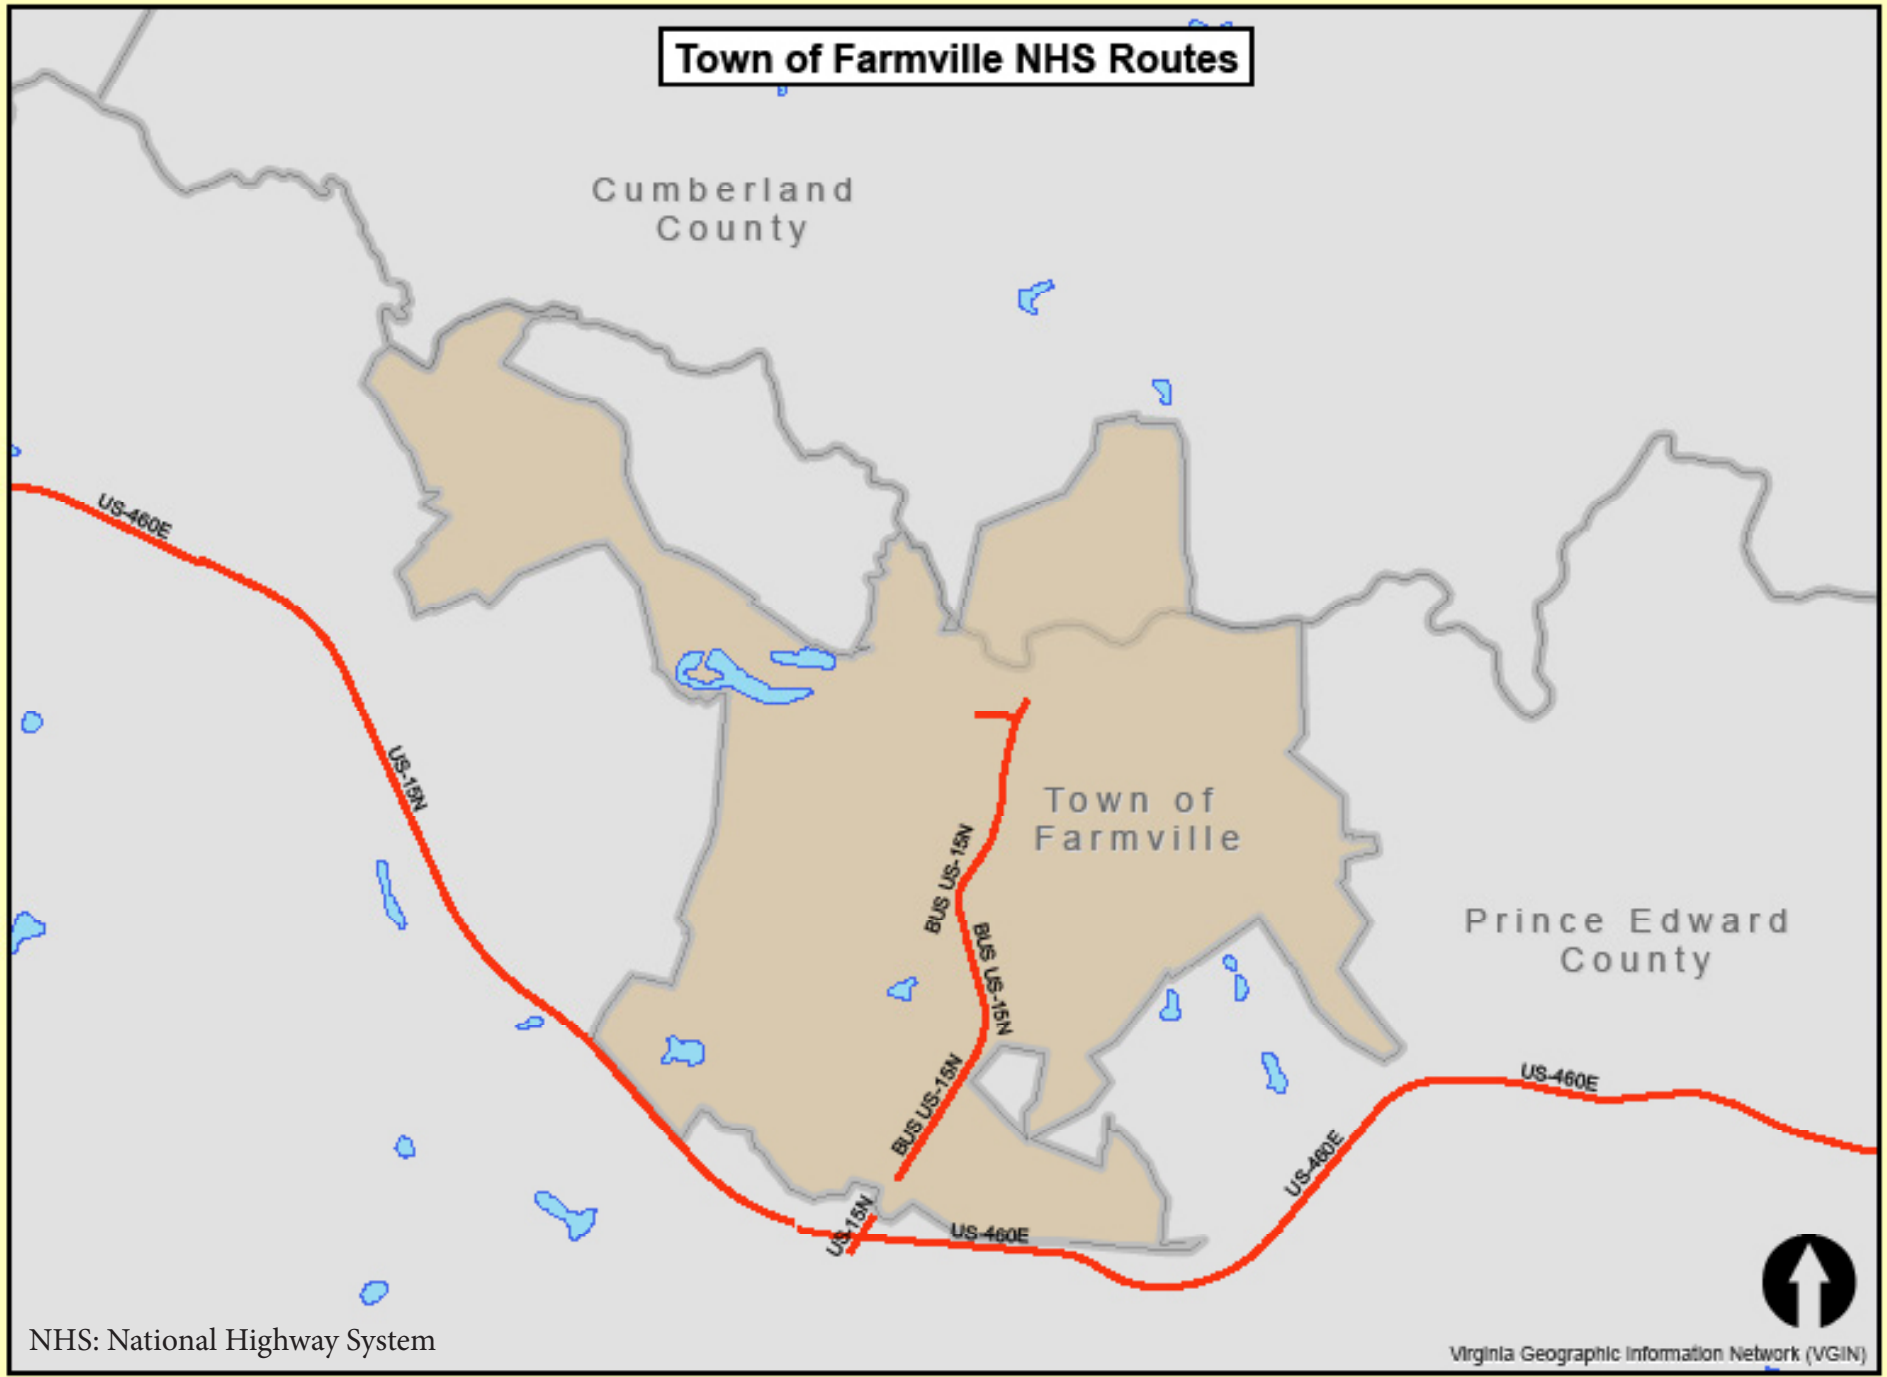 Town of Farmville NHS Routes
Cumberland
County
US-460E
US-15N
Town of
Farmville
BUS US-15N
BUS US-15N
Prince Edward
County
BUS US-15N
US-460E
US-460E
US-15N
US-460E
NHS: National Highway System
Virginia Geographic Information Network (VGIN)